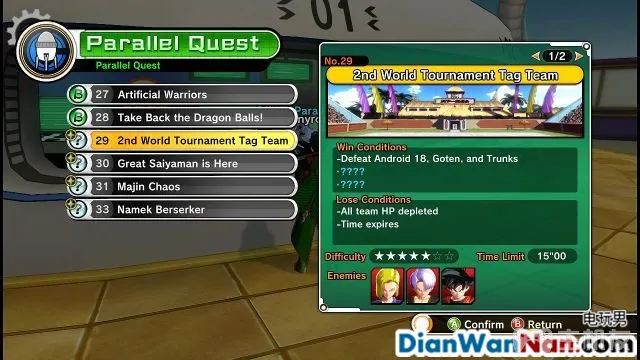 01
Parallel Quest
Parallel Quest
B 27 Artificial Warriors
B 28 Take Back the Dragon Balls!
? 29 2nd World Tournament Tag Team
? 30 Great Saiyaman is Here
? 31 Majin Chaos
? 33 Namek Berserker
Para
nyro
No.29
1/2
2nd World Tournament Tag Team
Win Conditions
-Defeat Android 18, Goten, and Trunks
-????
-????
Lose Conditions
-All team HP depleted
-Time expires
Difficulty ★★★★★☆☆ Time Limit 15"00
Enemies
A Confirm B Return
电玩男
DianWanNan.com